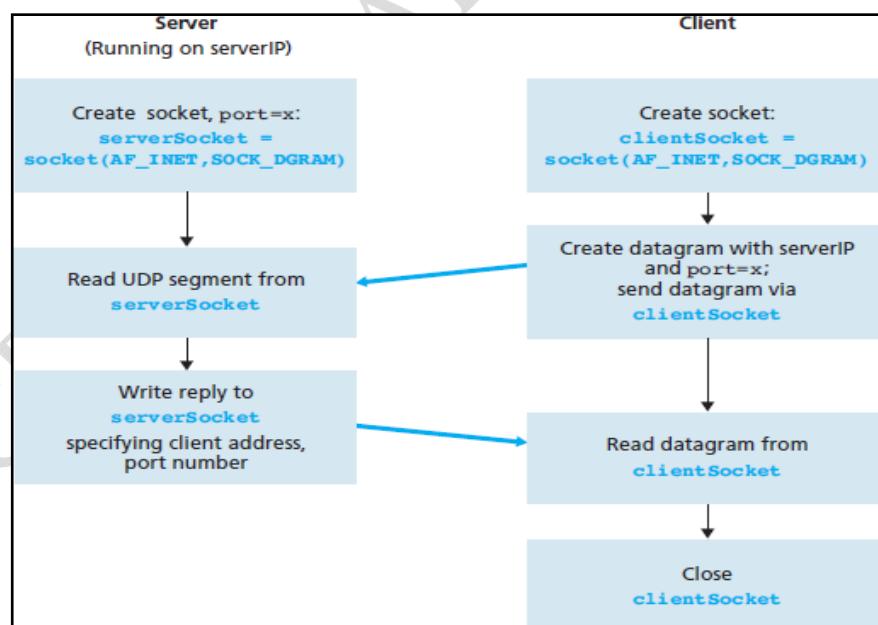 Server
(Running on serverIP)
Create socket, port=x:
serverSocket =
socket(AF_INET,SOCK_DGRAM)
Read UDP segment from
serverSocket
Write reply to
serverSocket
specifying client address,
port number
Client
Create socket:
clientSocket =
socket(AF_INET,SOCK_DGRAM)
Create datagram with serverIP
and port=x;
send datagram via
clientSocket
Read datagram from
clientSocket
Close
clientSocket